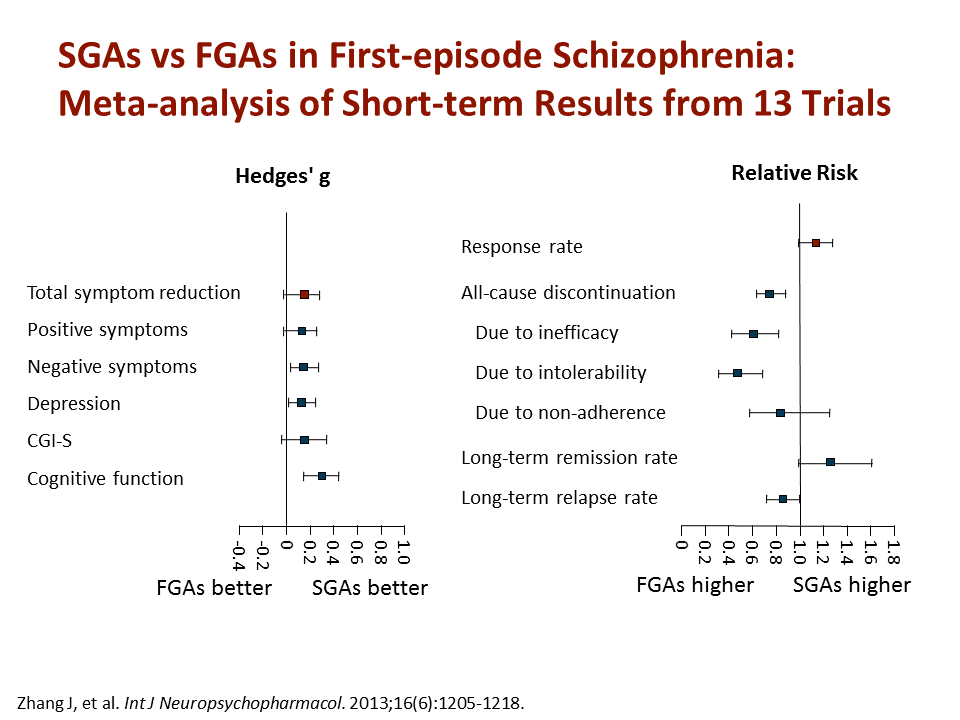 SGAs vs FGAs in First-episode Schizophrenia:
Meta-analysis of Short-term Results from 13 Trials
Hedges' g
Total symptom reduction
Positive symptoms
Negative symptoms
Depression
CGI-S
Cognitive function
-0.4
-0.2
0
0.2
0.4
0.6
0.8
1.0
FGAs better
SGAs better
Relative Risk
Response rate
All-cause discontinuation
Due to inefficacy
Due to intolerability
Due to non-adherence
Long-term remission rate
Long-term relapse rate
0
0.2
0.4
0.6
0.8
1.0
1.2
1.4
1.6
1.8
FGAs higher
SGAs higher
Zhang J, et al. Int J Neuropsychopharmacol. 2013;16(6):1205-1218.